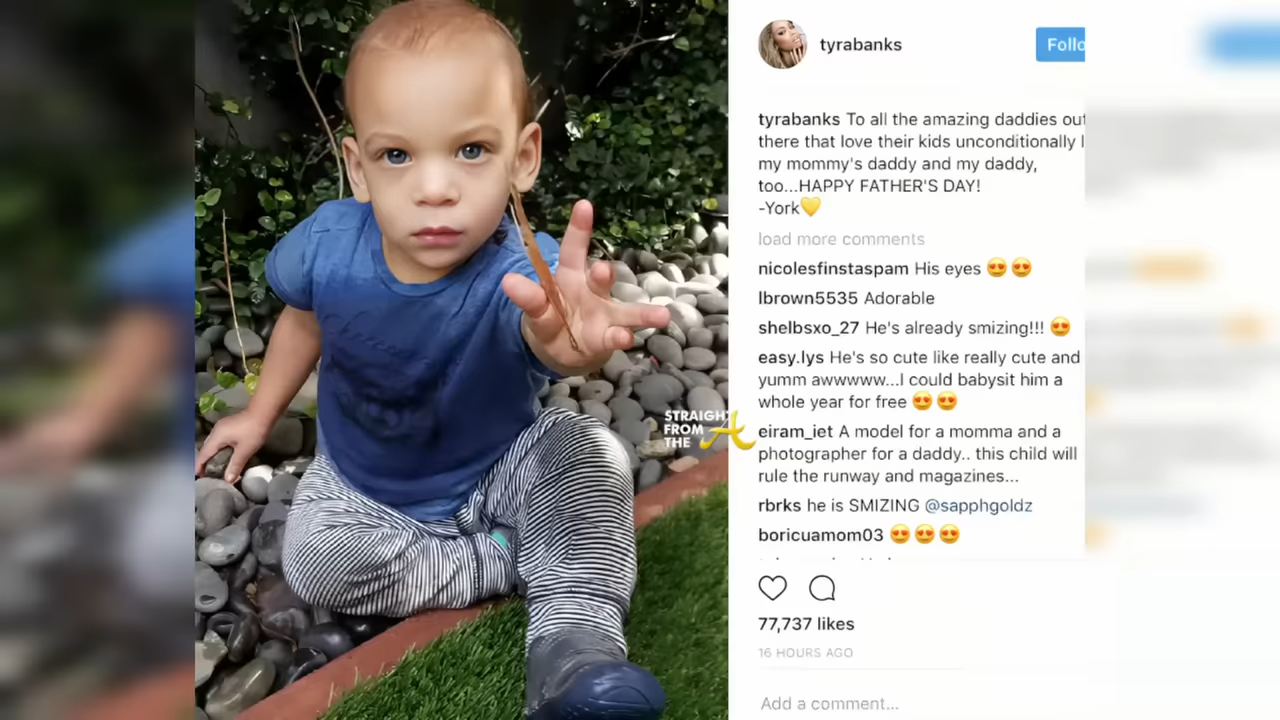 tyrabanks
Follo
tyrabanks To all the amazing daddies out
there that love their kids unconditionally l
my mommy's daddy and my daddy,
too...HAPPY FATHER'S DAY!
-York💛
load more comments
nicolesfinstaspam His eyes 😍😍
lbrown5535 Adorable
shelbsxo_27 He's already smizing!!! 😍
easy.lys He's so cute like really cute and
yumm awwwww...I could babysit him a
whole year for free 😍😍
eiram_iet A model for a momma and a
photographer for a daddy.. this child will
rule the runway and magazines...
rbrks he is SMIZING @sapphgoldz
boricuamom03 😍😍😍
77,737 likes
16 HOURS AGO
Add a comment...
STRAIGHT
FROM
THE A